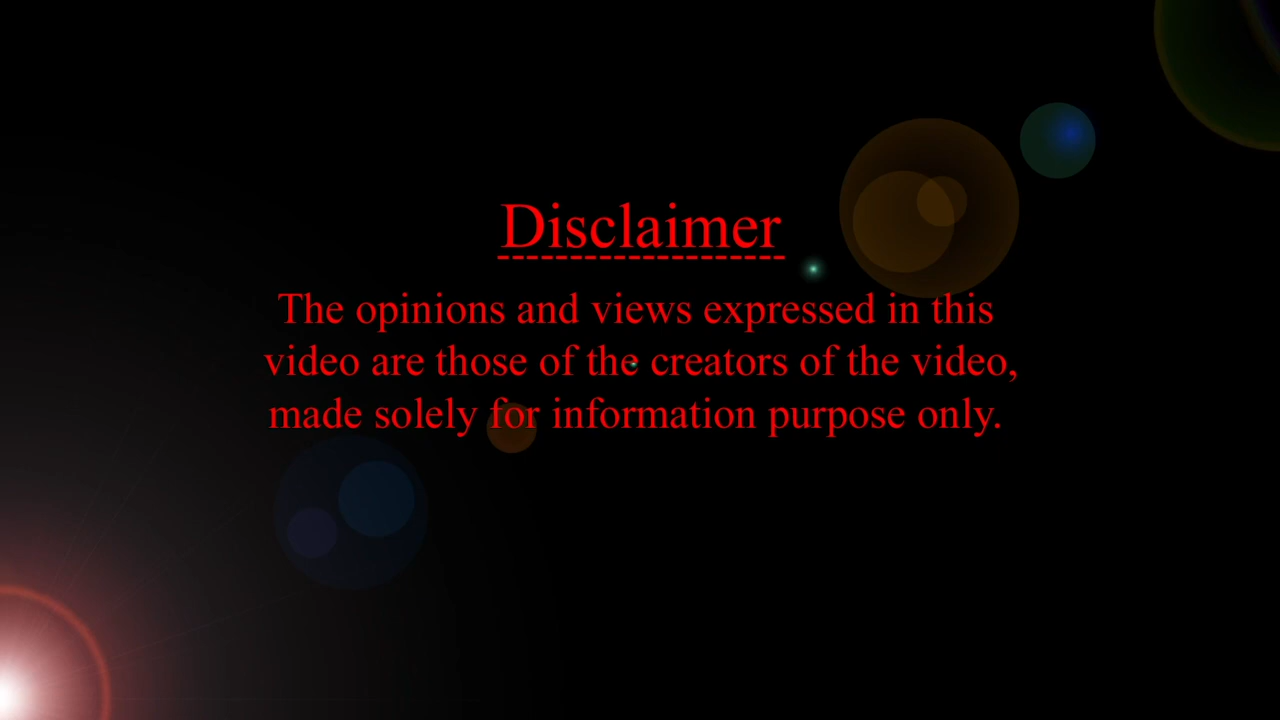 Disclaimer
The opinions and views expressed in this
video are those of the creators of the video,
made solely for information purpose only.